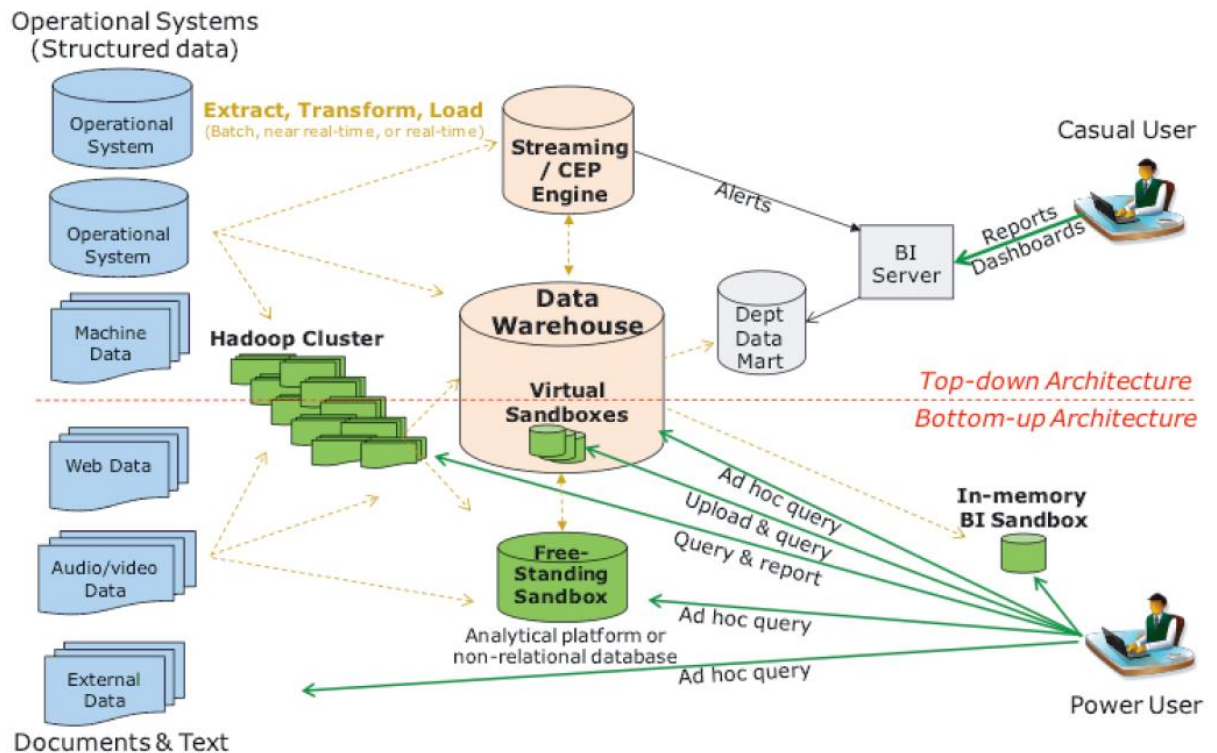 Operational Systems
(Structured data)
Operational
System
Extract, Transform, Load
(Batch, near real-time, or real-time)
Streaming
/ CEP
Engine
Casual User
Alerts
Reports
Dashboards
Operational
System
BI
Server
Data
Warehouse
Dept
Data
Mart
Machine
Data
Hadoop Cluster
Virtual
Sandboxes
Top-down Architecture
Bottom-up Architecture
Web Data
Ad hoc query
Upload & query
Query & report
In-memory
BI Sandbox
Audio/video
Data
Free-
Standing
Sandbox
Ad hoc query
Analytical platform or
non-relational database
External
Data
Ad hoc query
Power User
Documents & Text